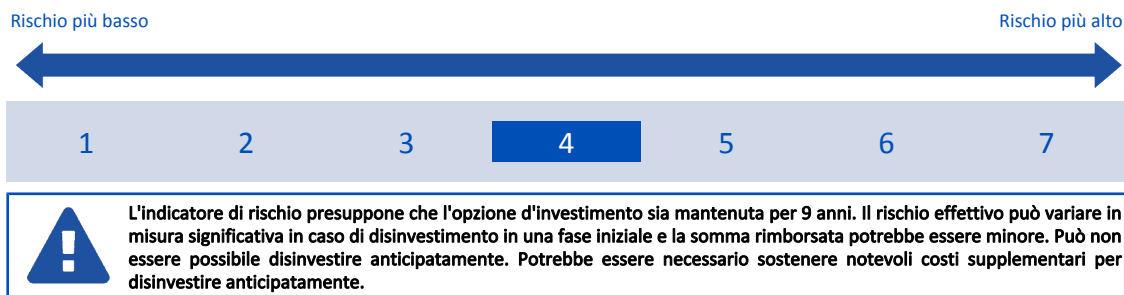 Rischio più basso Rischio più alto
1 2 3 4 5 6 7
L'indicatore di rischio presuppone che l'opzione d'investimento sia mantenuta per 9 anni. Il rischio effettivo può variare in
misura significativa in caso di disinvestimento in una fase iniziale e la somma rimborsata potrebbe essere minore. Può non
essere possibile disinvestire anticipatamente. Potrebbe essere necessario sostenere notevoli costi supplementari per
disinvestire anticipatamente.